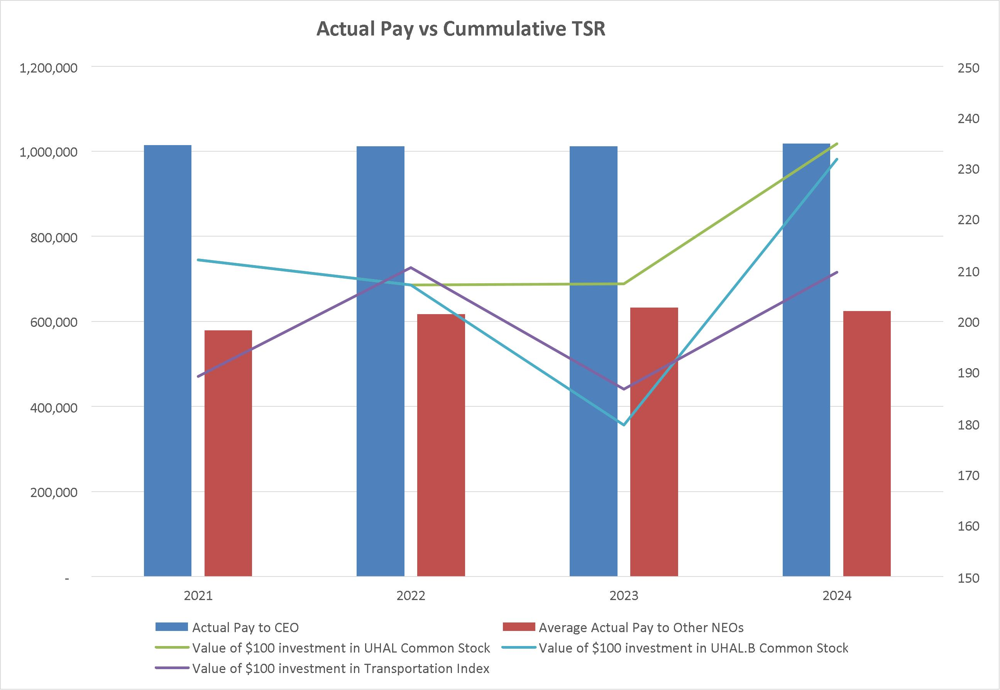 Actual Pay vs Cummulative TSR
1,200,000
1,000,000
800,000
600,000
400,000
200,000
-
250
240
230
220
210
200
190
180
170
160
150
2021 2022 2023 2024
Actual Pay to CEO
Average Actual Pay to Other NEOs
Value of $100 investment in UHAL Common Stock
Value of $100 investment in UHAL.B Common Stock
Value of $100 investment in Transportation Index